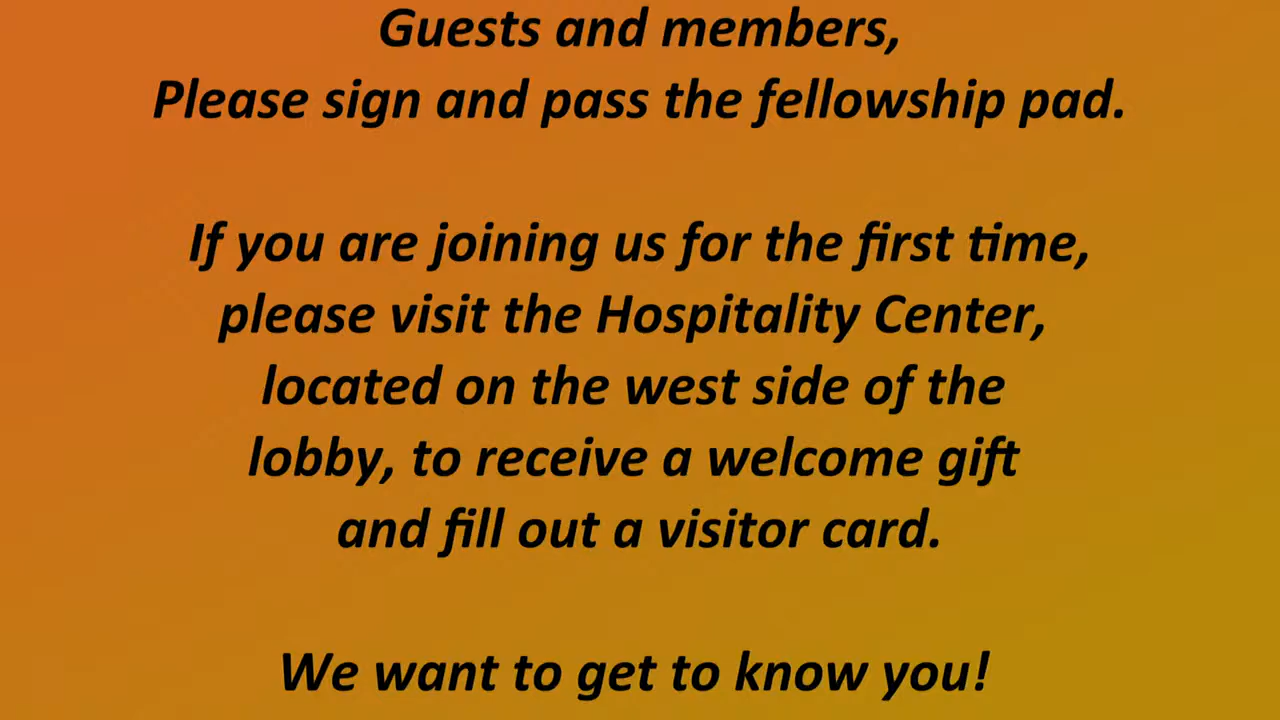 Guests and members,
Please sign and pass the fellowship pad.
If you are joining us for the first time,
please visit the Hospitality Center,
located on the west side of the
lobby, to receive a welcome gift
and fill out a visitor card.
We want to get to know you!